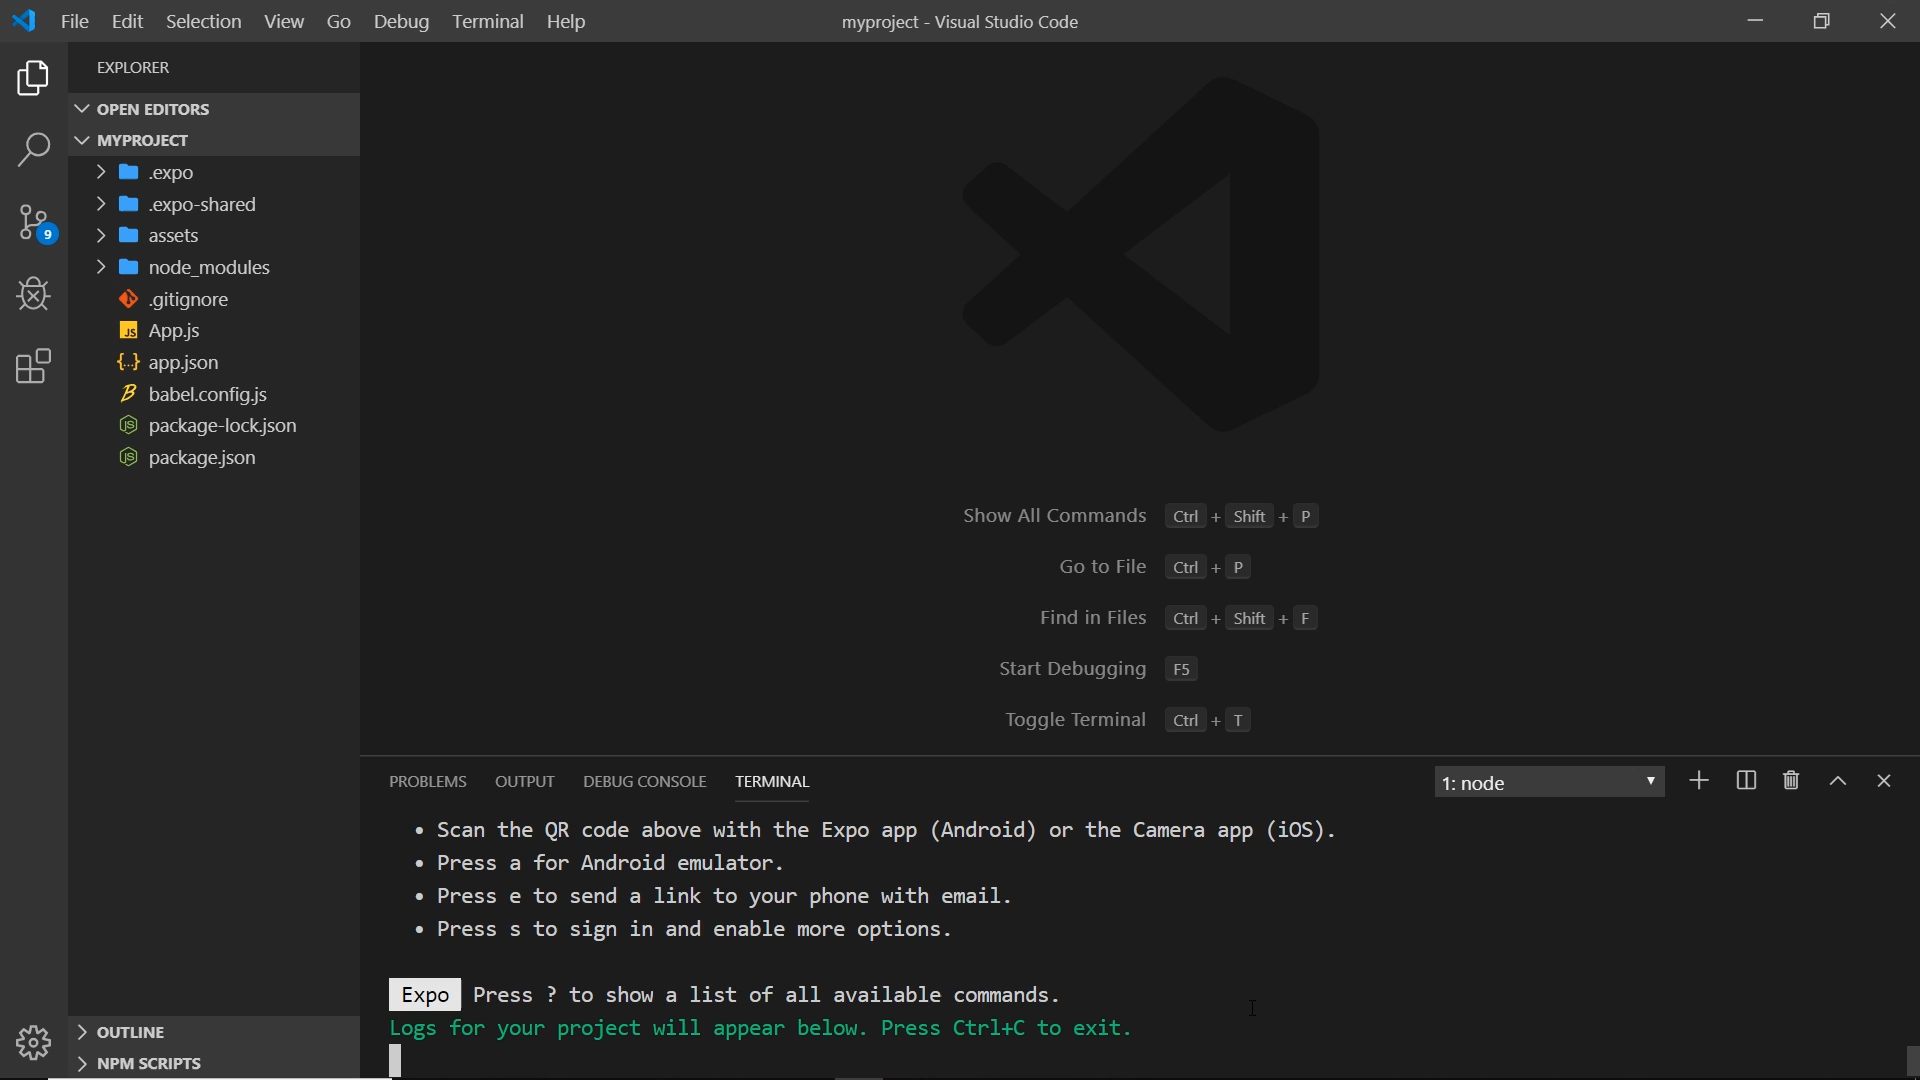 File Edit Selection View Go Debug Terminal Help
myproject - Visual Studio Code
EXPLORER
OPEN EDITORS
MYPROJECT
.expo
.expo-shared
assets
node_modules
.gitignore
JS App.js
{..} app.json
babel.config.js
JS package-lock.json
JS package.json
9
OUTLINE
NPM SCRIPTS
Show All Commands Ctrl + Shift + P
Go to File Ctrl + P
Find in Files Ctrl + Shift + F
Start Debugging F5
Toggle Terminal Ctrl + T
PROBLEMS OUTPUT DEBUG CONSOLE TERMINAL
1: node
• Scan the QR code above with the Expo app (Android) or the Camera app (iOS).
• Press a for Android emulator.
• Press e to send a link to your phone with email.
• Press s to sign in and enable more options.
Expo Press ? to show a list of all available commands.
Logs for your project will appear below. Press Ctrl+C to exit.